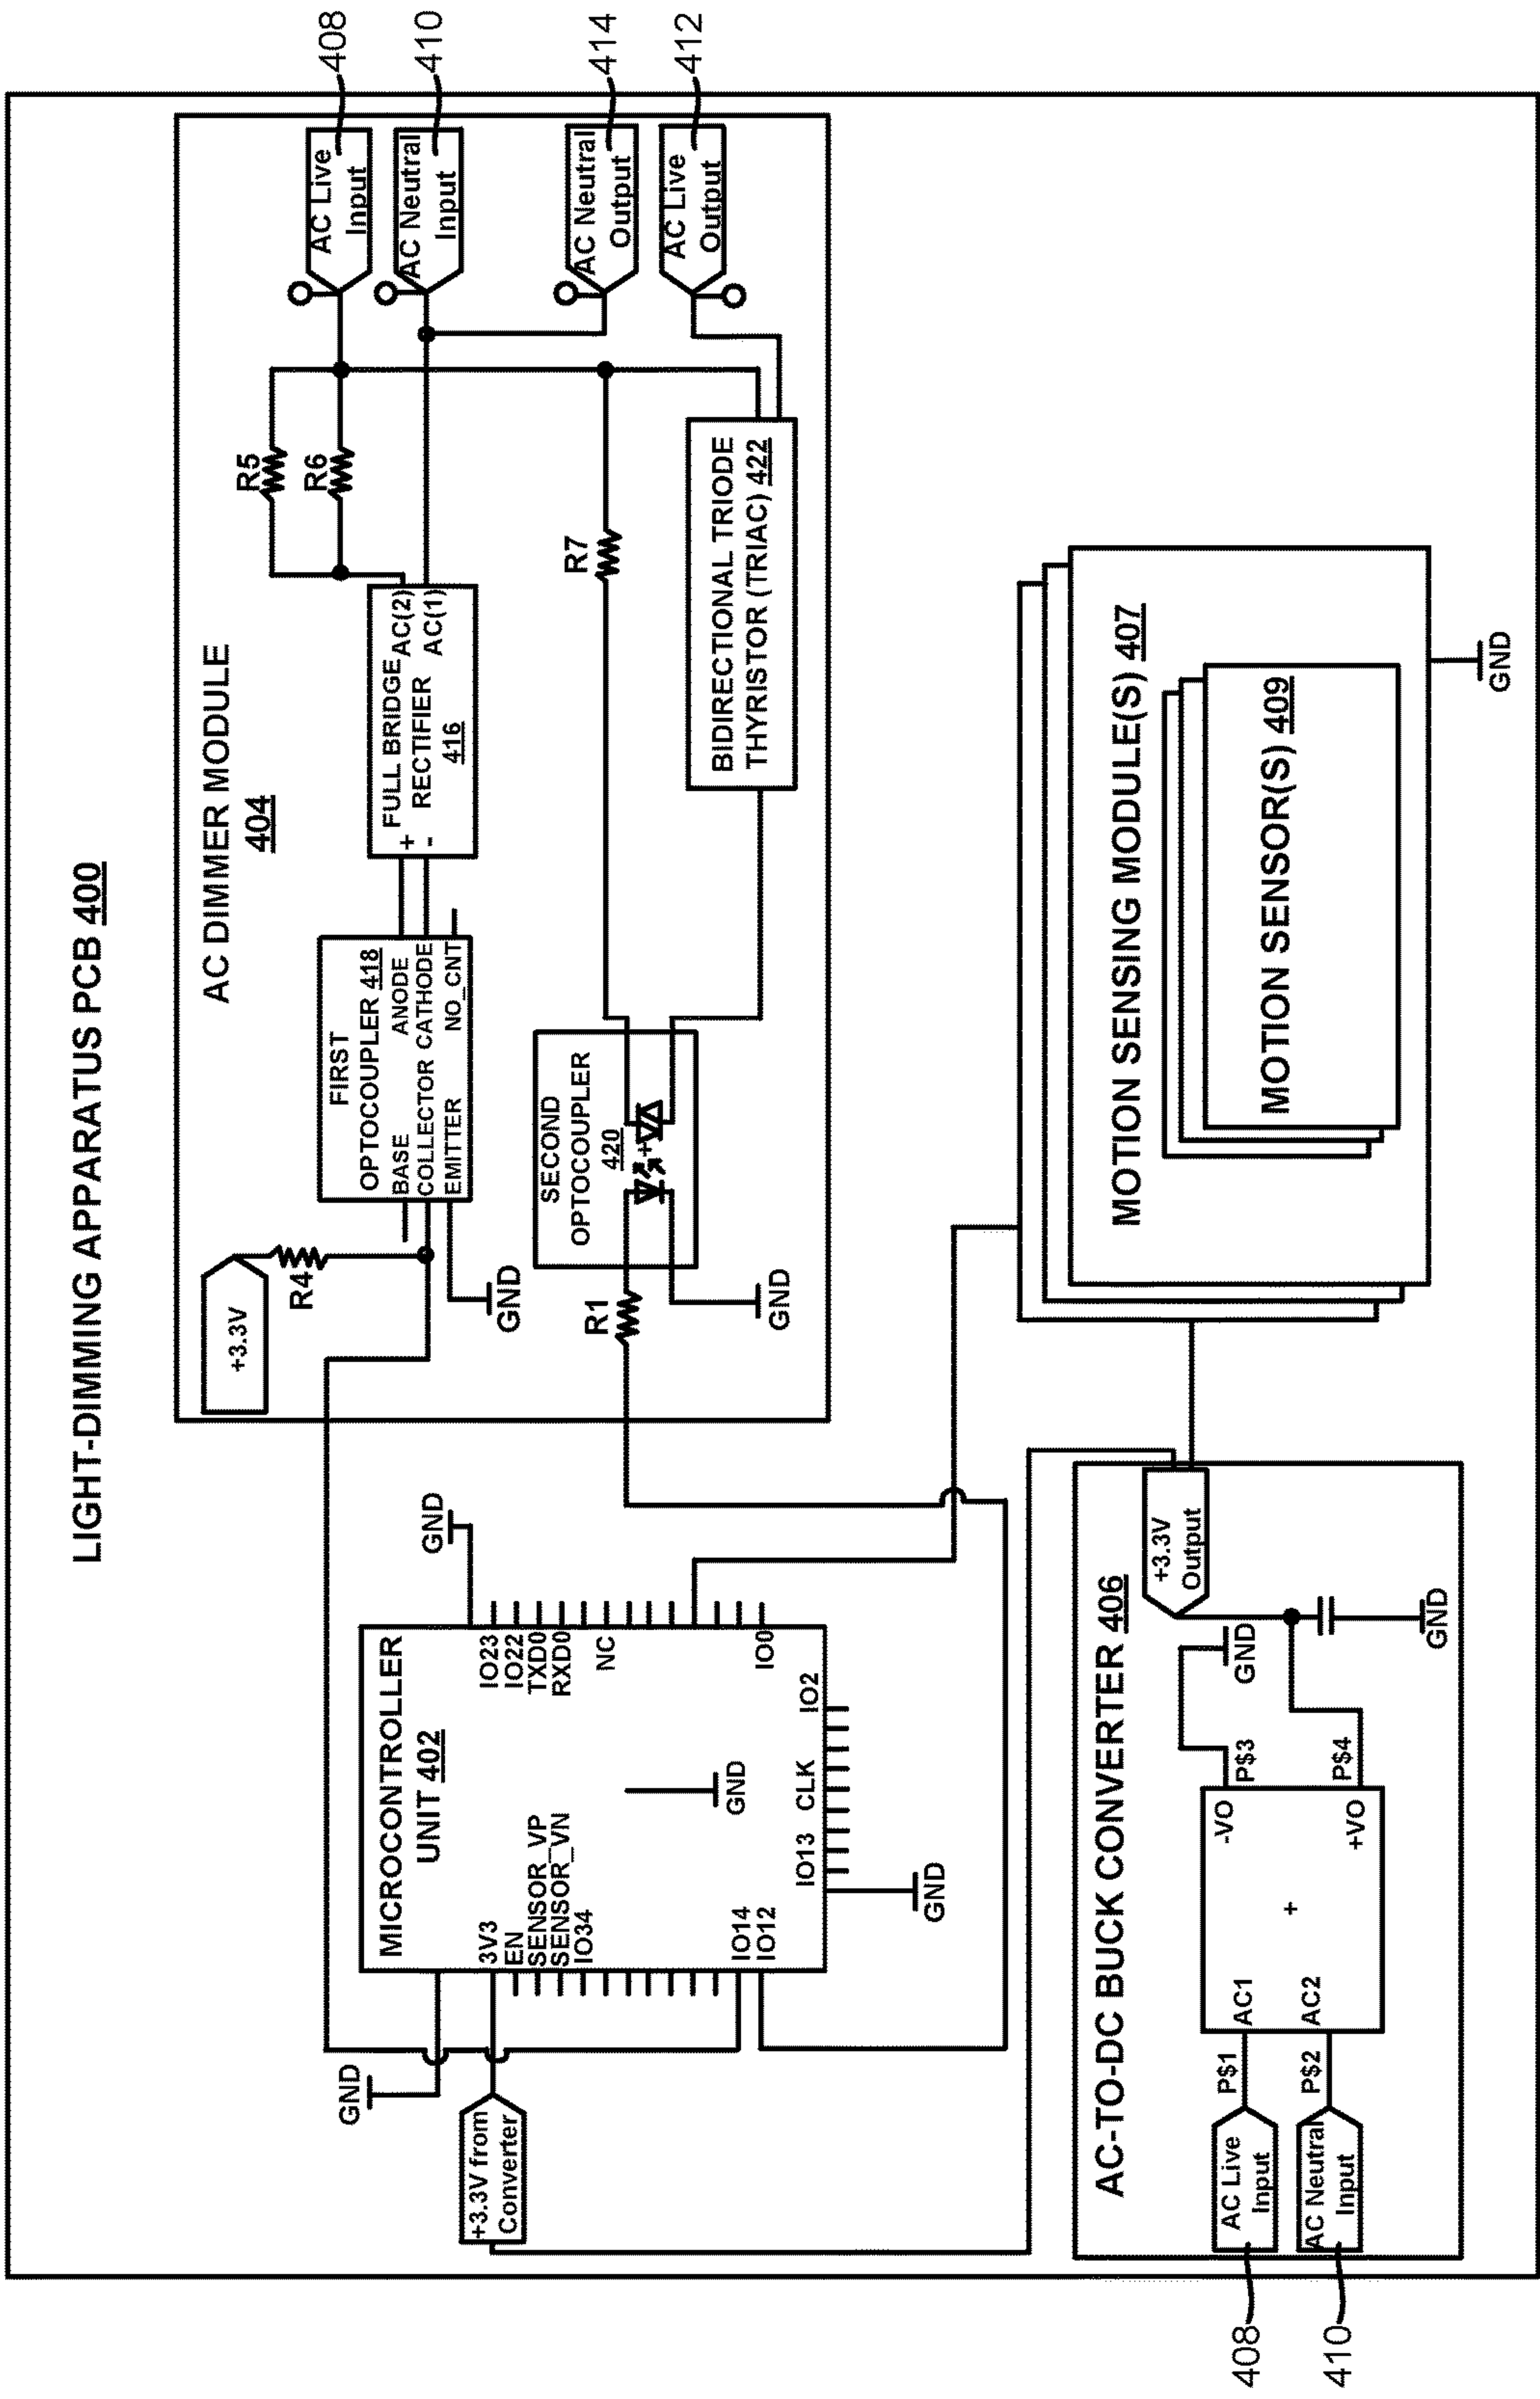 LIGHT-DIMMING APPARATUS PCB 400
AC DIMMER MODULE
404
+3.3V
R4
GND
FIRST
OPTOCOUPLER 418
BASE ANODE
COLLECTOR CATHODE
EMITTER NO_CNT
FULL BRIDGE AC(2)
+
RECTIFIER AC(1)
-
416
R5
R6
AC Live
Input
408
AC Neutral
Input
410
AC Neutral
Output
414
AC Live
Output
412
R7
SECOND
OPTOCOUPLER
420
+
R1
GND
BIDIRECTIONAL TRIODE
THYRISTOR (TRIAC) 422
MICROCONTROLLER
UNIT 402
GND
GND
3V3
EN
SENSOR_VP
SENSOR_VN
IO34
IO14
IO12
IO23
IO22
TXD0
RXD0
NC
IO0
GND
IO13
CLK
IO2
GND
+3.3V from
Converter
AC-TO-DC BUCK CONVERTER 406
AC Live
Input
408
P$1
AC Neutral
Input
410
P$2
AC1
AC2
+
-VO
+VO
P$3
P$4
GND
+3.3V
Output
GND
MOTION SENSING MODULE(S) 407
MOTION SENSOR(S) 409
GND